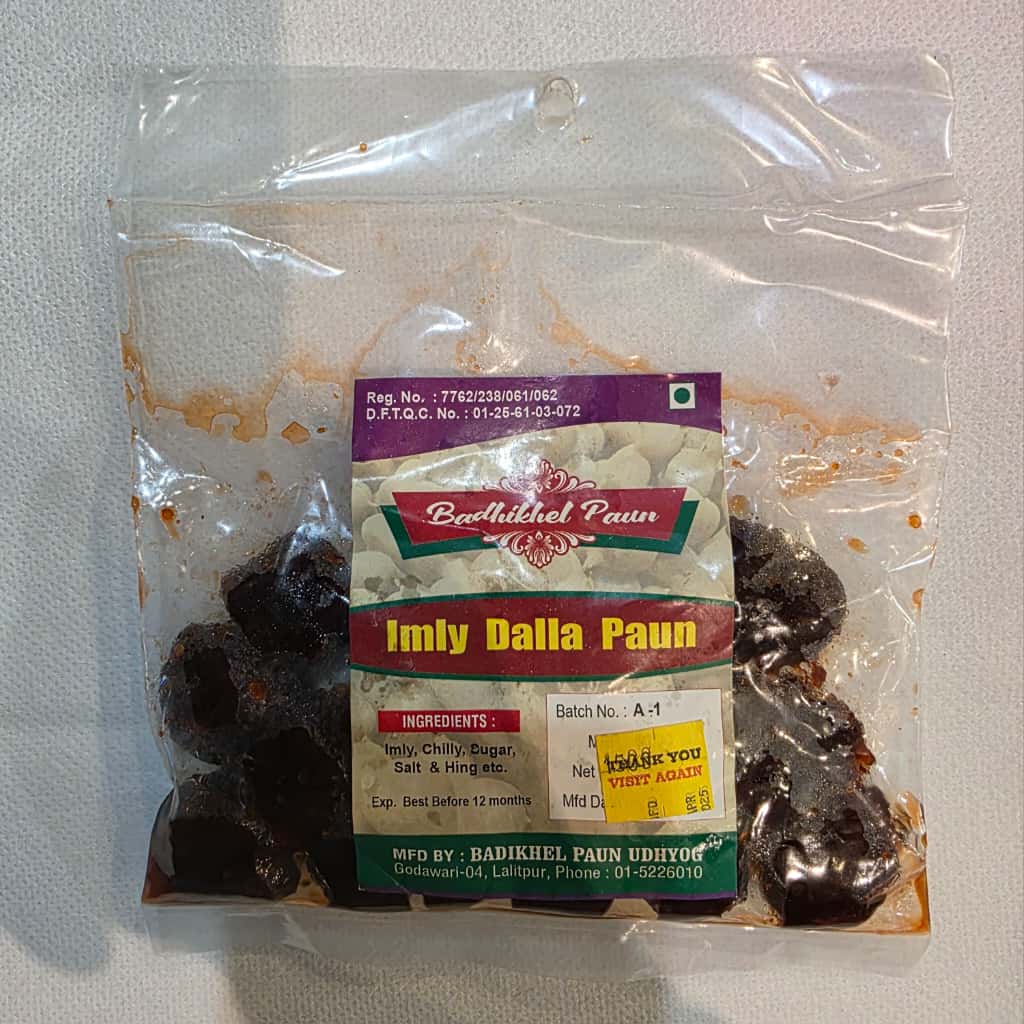 Reg. No. : 7762/238/061/062
D.F.T.Q.C. No. : 01-25-61-03-072
Badhikhel Paun
Imly Dalla Paun
INGREDIENTS :
Imly, Chilly, Sugar,
Salt & Hing etc.
Exp. Best Before 12 months
Batch No. : A -1
Net
Mfd
THANK YOU
VISIT AGAIN
MFD BY : BADIKHEL PAUN UDHYOG
Godawari-04, Lalitpur, Phone : 01-5226010